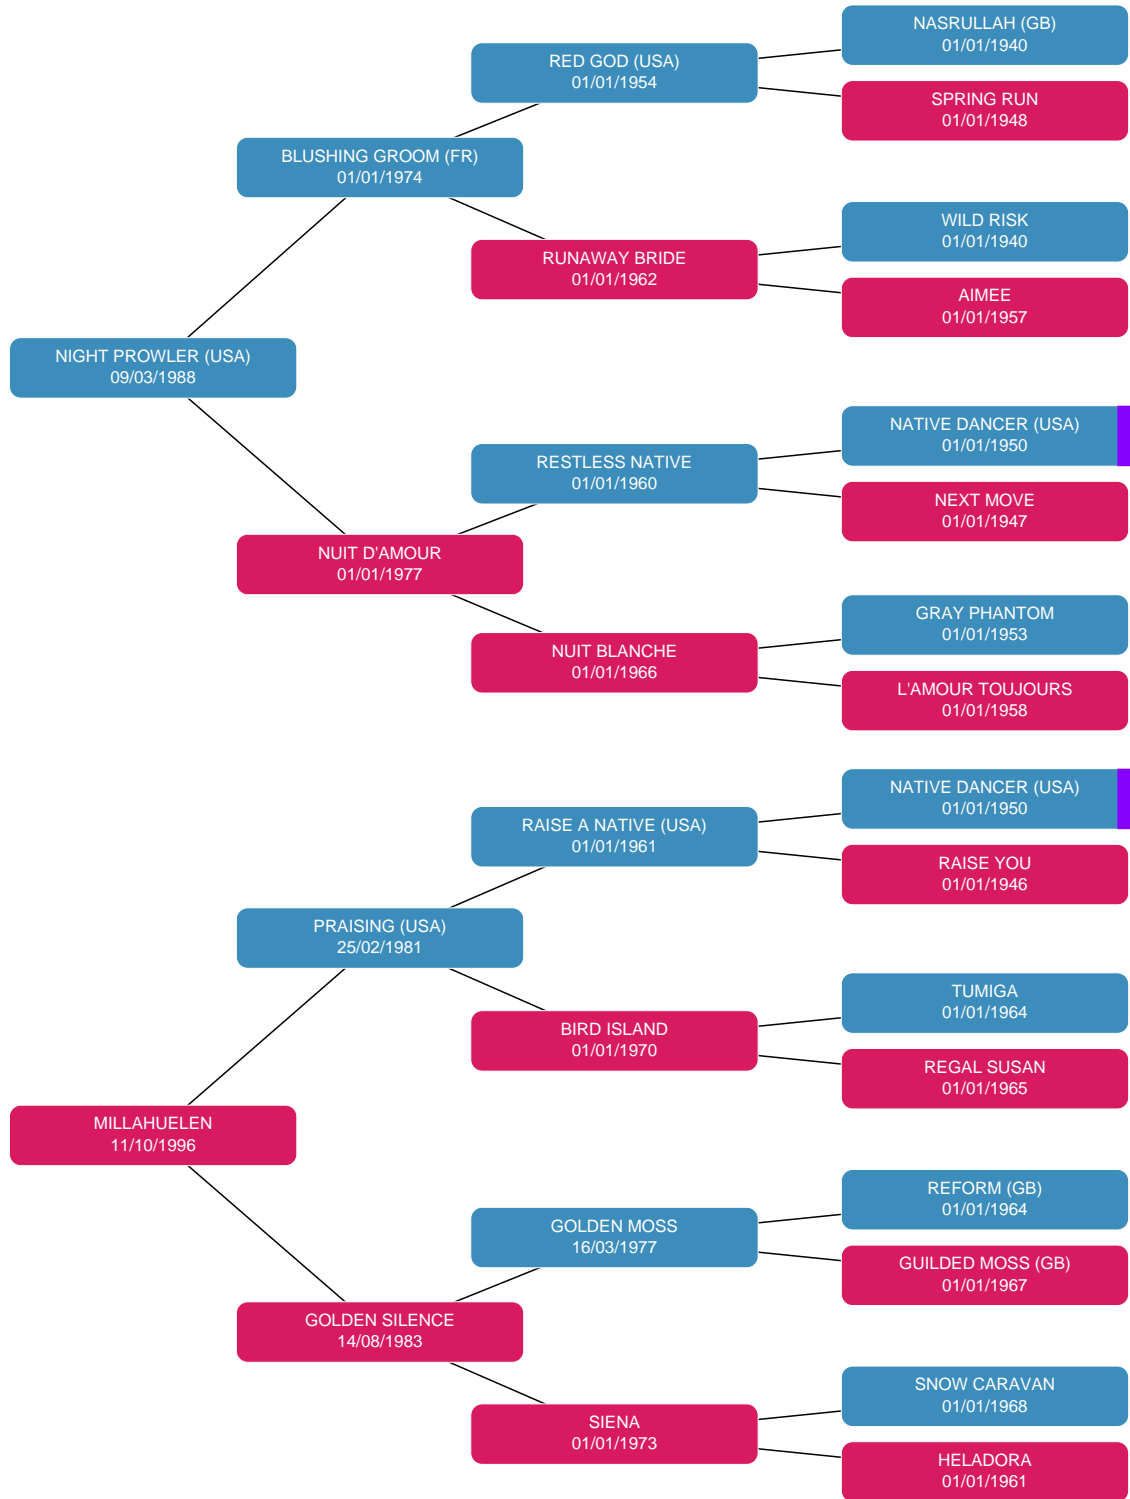 NASRULLAH (GB)
01/01/1940
RED GOD (USA)
01/01/1954
SPRING RUN
01/01/1948
BLUSHING GROOM (FR)
01/01/1974
WILD RISK
01/01/1940
RUNAWAY BRIDE
01/01/1962
AIMEE
01/01/1957
NIGHT PROWLER (USA)
09/03/1988
NATIVE DANCER (USA)
01/01/1950
RESTLESS NATIVE
01/01/1960
NEXT MOVE
01/01/1947
NUIT D'AMOUR
01/01/1977
GRAY PHANTOM
01/01/1953
NUIT BLANCHE
01/01/1966
L'AMOUR TOUJOURS
01/01/1958
NATIVE DANCER (USA)
01/01/1950
RAISE A NATIVE (USA)
01/01/1961
RAISE YOU
01/01/1946
PRAISING (USA)
25/02/1981
TUMIGA
01/01/1964
BIRD ISLAND
01/01/1970
REGAL SUSAN
01/01/1965
MILLAHUELEN
11/10/1996
REFORM (GB)
01/01/1964
GOLDEN MOSS
16/03/1977
GUILDED MOSS (GB)
01/01/1967
GOLDEN SILENCE
14/08/1983
SNOW CARAVAN
01/01/1968
SIENA
01/01/1973
HELADORA
01/01/1961